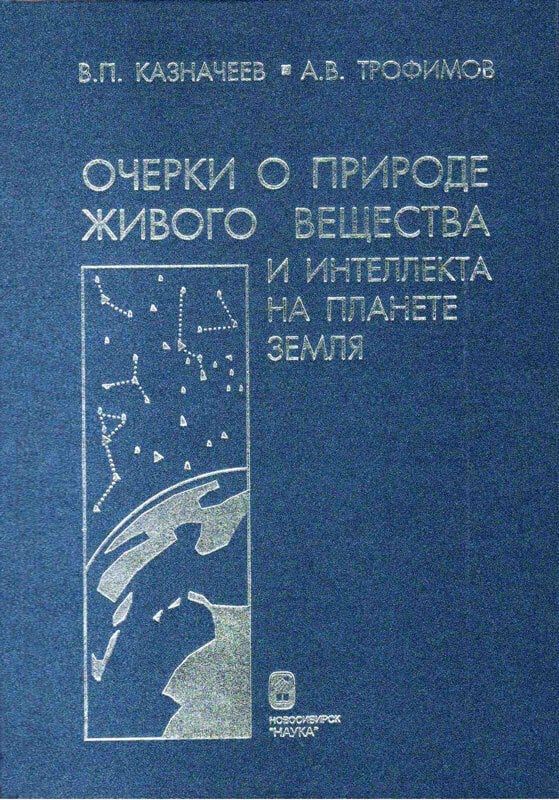 В.П. КАЗНАЧЕЕВ ▪ А.В. ТРОФИМОВ
ОЧЕРКИ О ПРИРОДЕ
ЖИВОГО ВЕЩЕСТВА
И ИНТЕЛЛЕКТА
НА ПЛАНЕТЕ
ЗЕМЛЯ
НОВОСИБИРСК
"НАУКА"